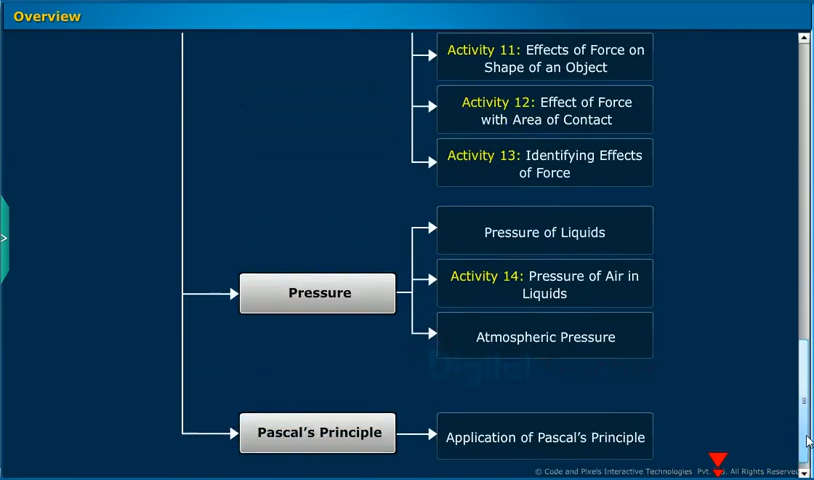 Overview
Activity 11: Effects of Force on
Shape of an Object
Activity 12: Effect of Force
with Area of Contact
Activity 13: Identifying Effects
of Force
Pressure
Pressure of Liquids
Activity 14: Pressure of Air in
Liquids
Atmospheric Pressure
Digital
Pascal's Principle
Application of Pascal's Principle
© Code and Pixels Interactive Technologies Pvt. All Rights Reserved